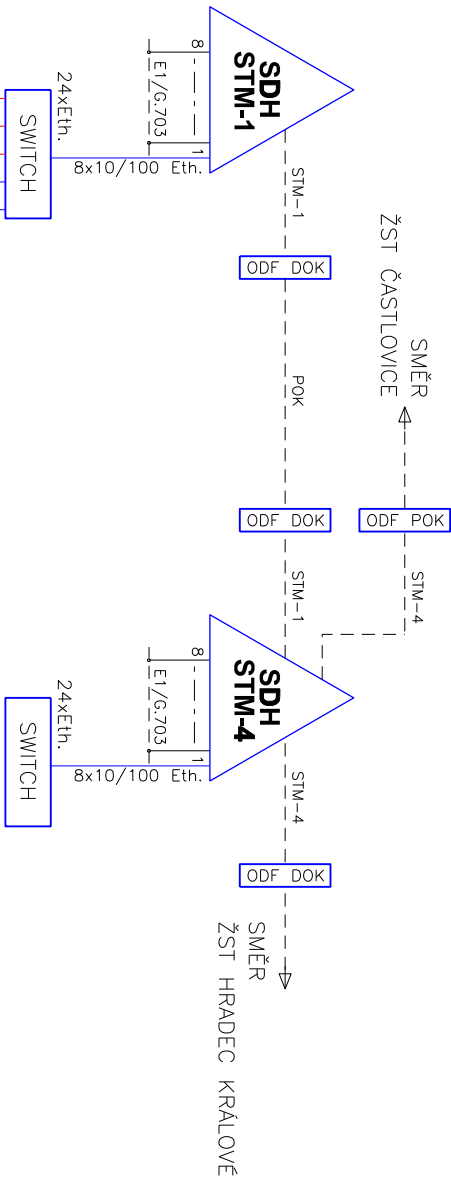 SMĚR
ŽST ČASTLOVICE
ODF POK
STM-4
SDH
STM-1
STM-1
ODF DOK
POK
ODF DOK
STM-1
SDH
STM-4
STM-4
ODF DOK
SMĚR
ŽST HRADEC KRÁLOVÉ
8
1
E1/G.703
8x10/100 Eth.
24xEth.
SWITCH
8
1
E1/G.703
8x10/100 Eth.
24xEth.
SWITCH